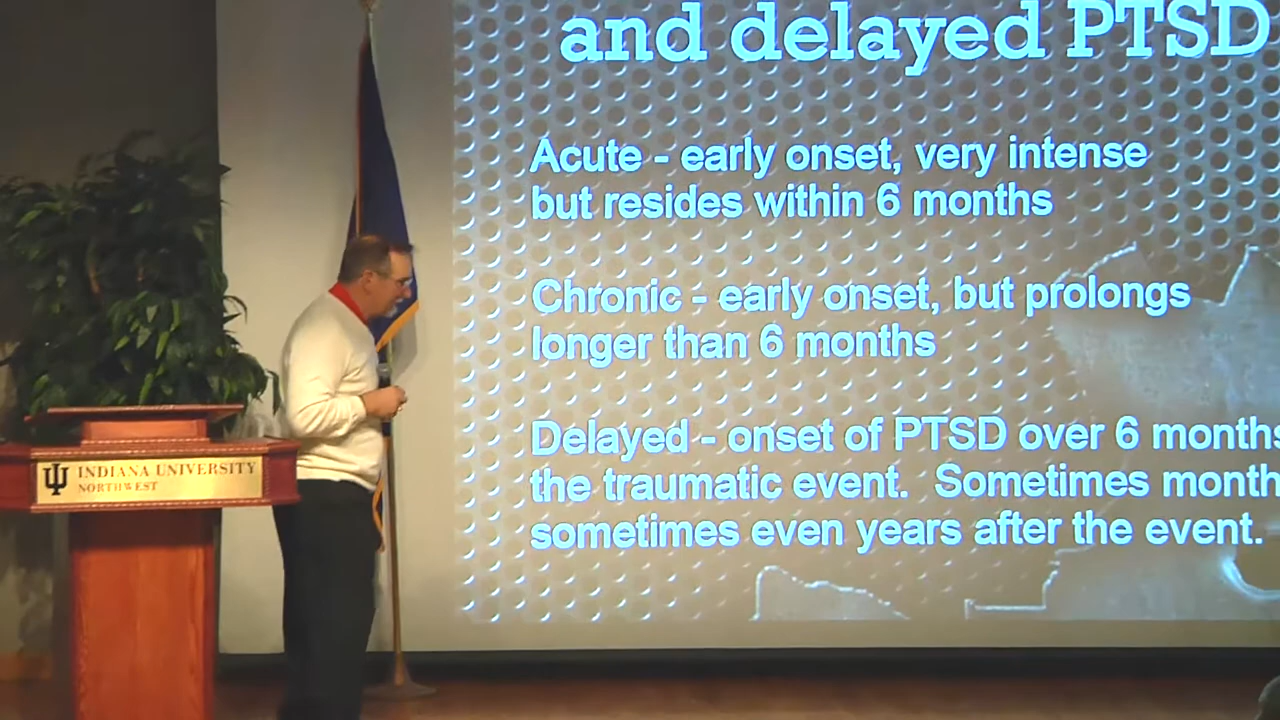 and delayed PTSD
Acute - early onset, very intense
but resides within 6 months
Chronic - early onset, but prolongs
longer than 6 months
Delayed - onset of PTSD over 6 months
the traumatic event. Sometimes month
sometimes even years after the event.
INDIANA UNIVERSITY
NORTHWEST